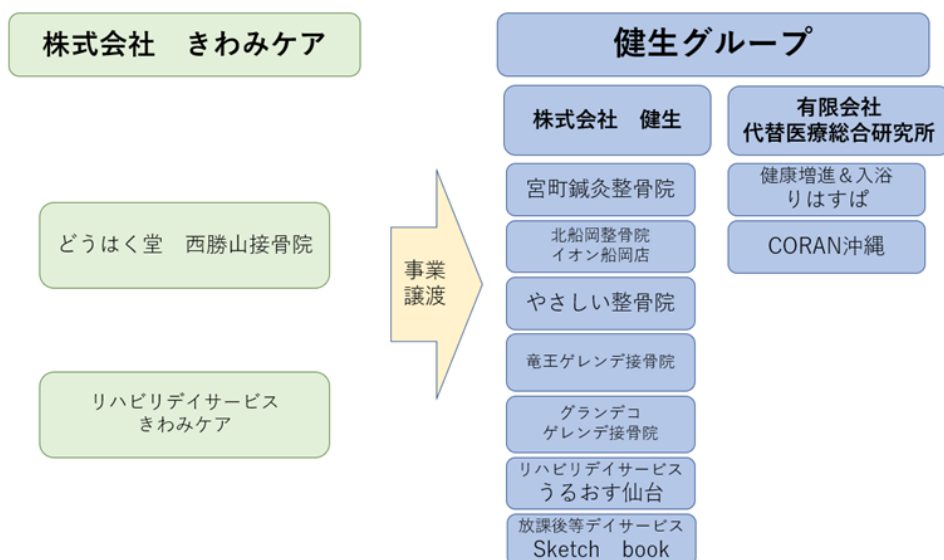 株式会社　きわみケア
どうはく堂　西勝山接骨院
リハビリデイサービス
きわみケア
事業
譲渡
健生グループ
株式会社　健生
宮町鍼灸整骨院
北船岡整骨院
イオン船岡店
やさしい整骨院
竜王ゲレンデ接骨院
グランデコ
ゲレンデ接骨院
リハビリデイサービス
うるおす仙台
放課後等デイサービス
Sketch　book
有限会社
代替医療総合研究所
健康増進＆入浴
りはすぱ
CORAN沖縄